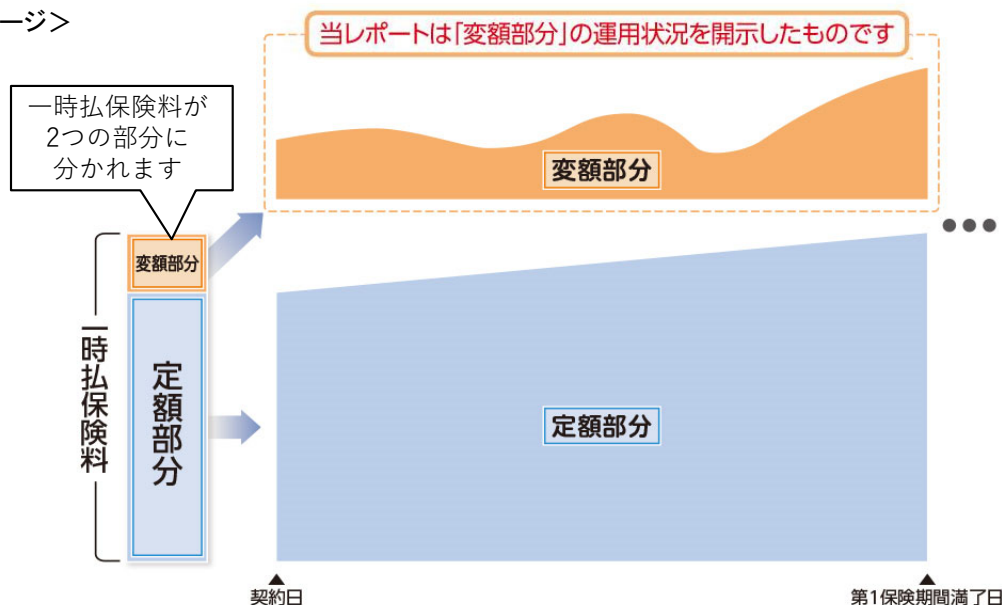 ージ＞
当レポートは「変額部分」の運用状況を開示したものです
一時払保険料が
2つの部分に
分かれます
変額部分
変額部分
一時払保険料
定額部分
定額部分
●●●
契約日
第1保険期間満了日